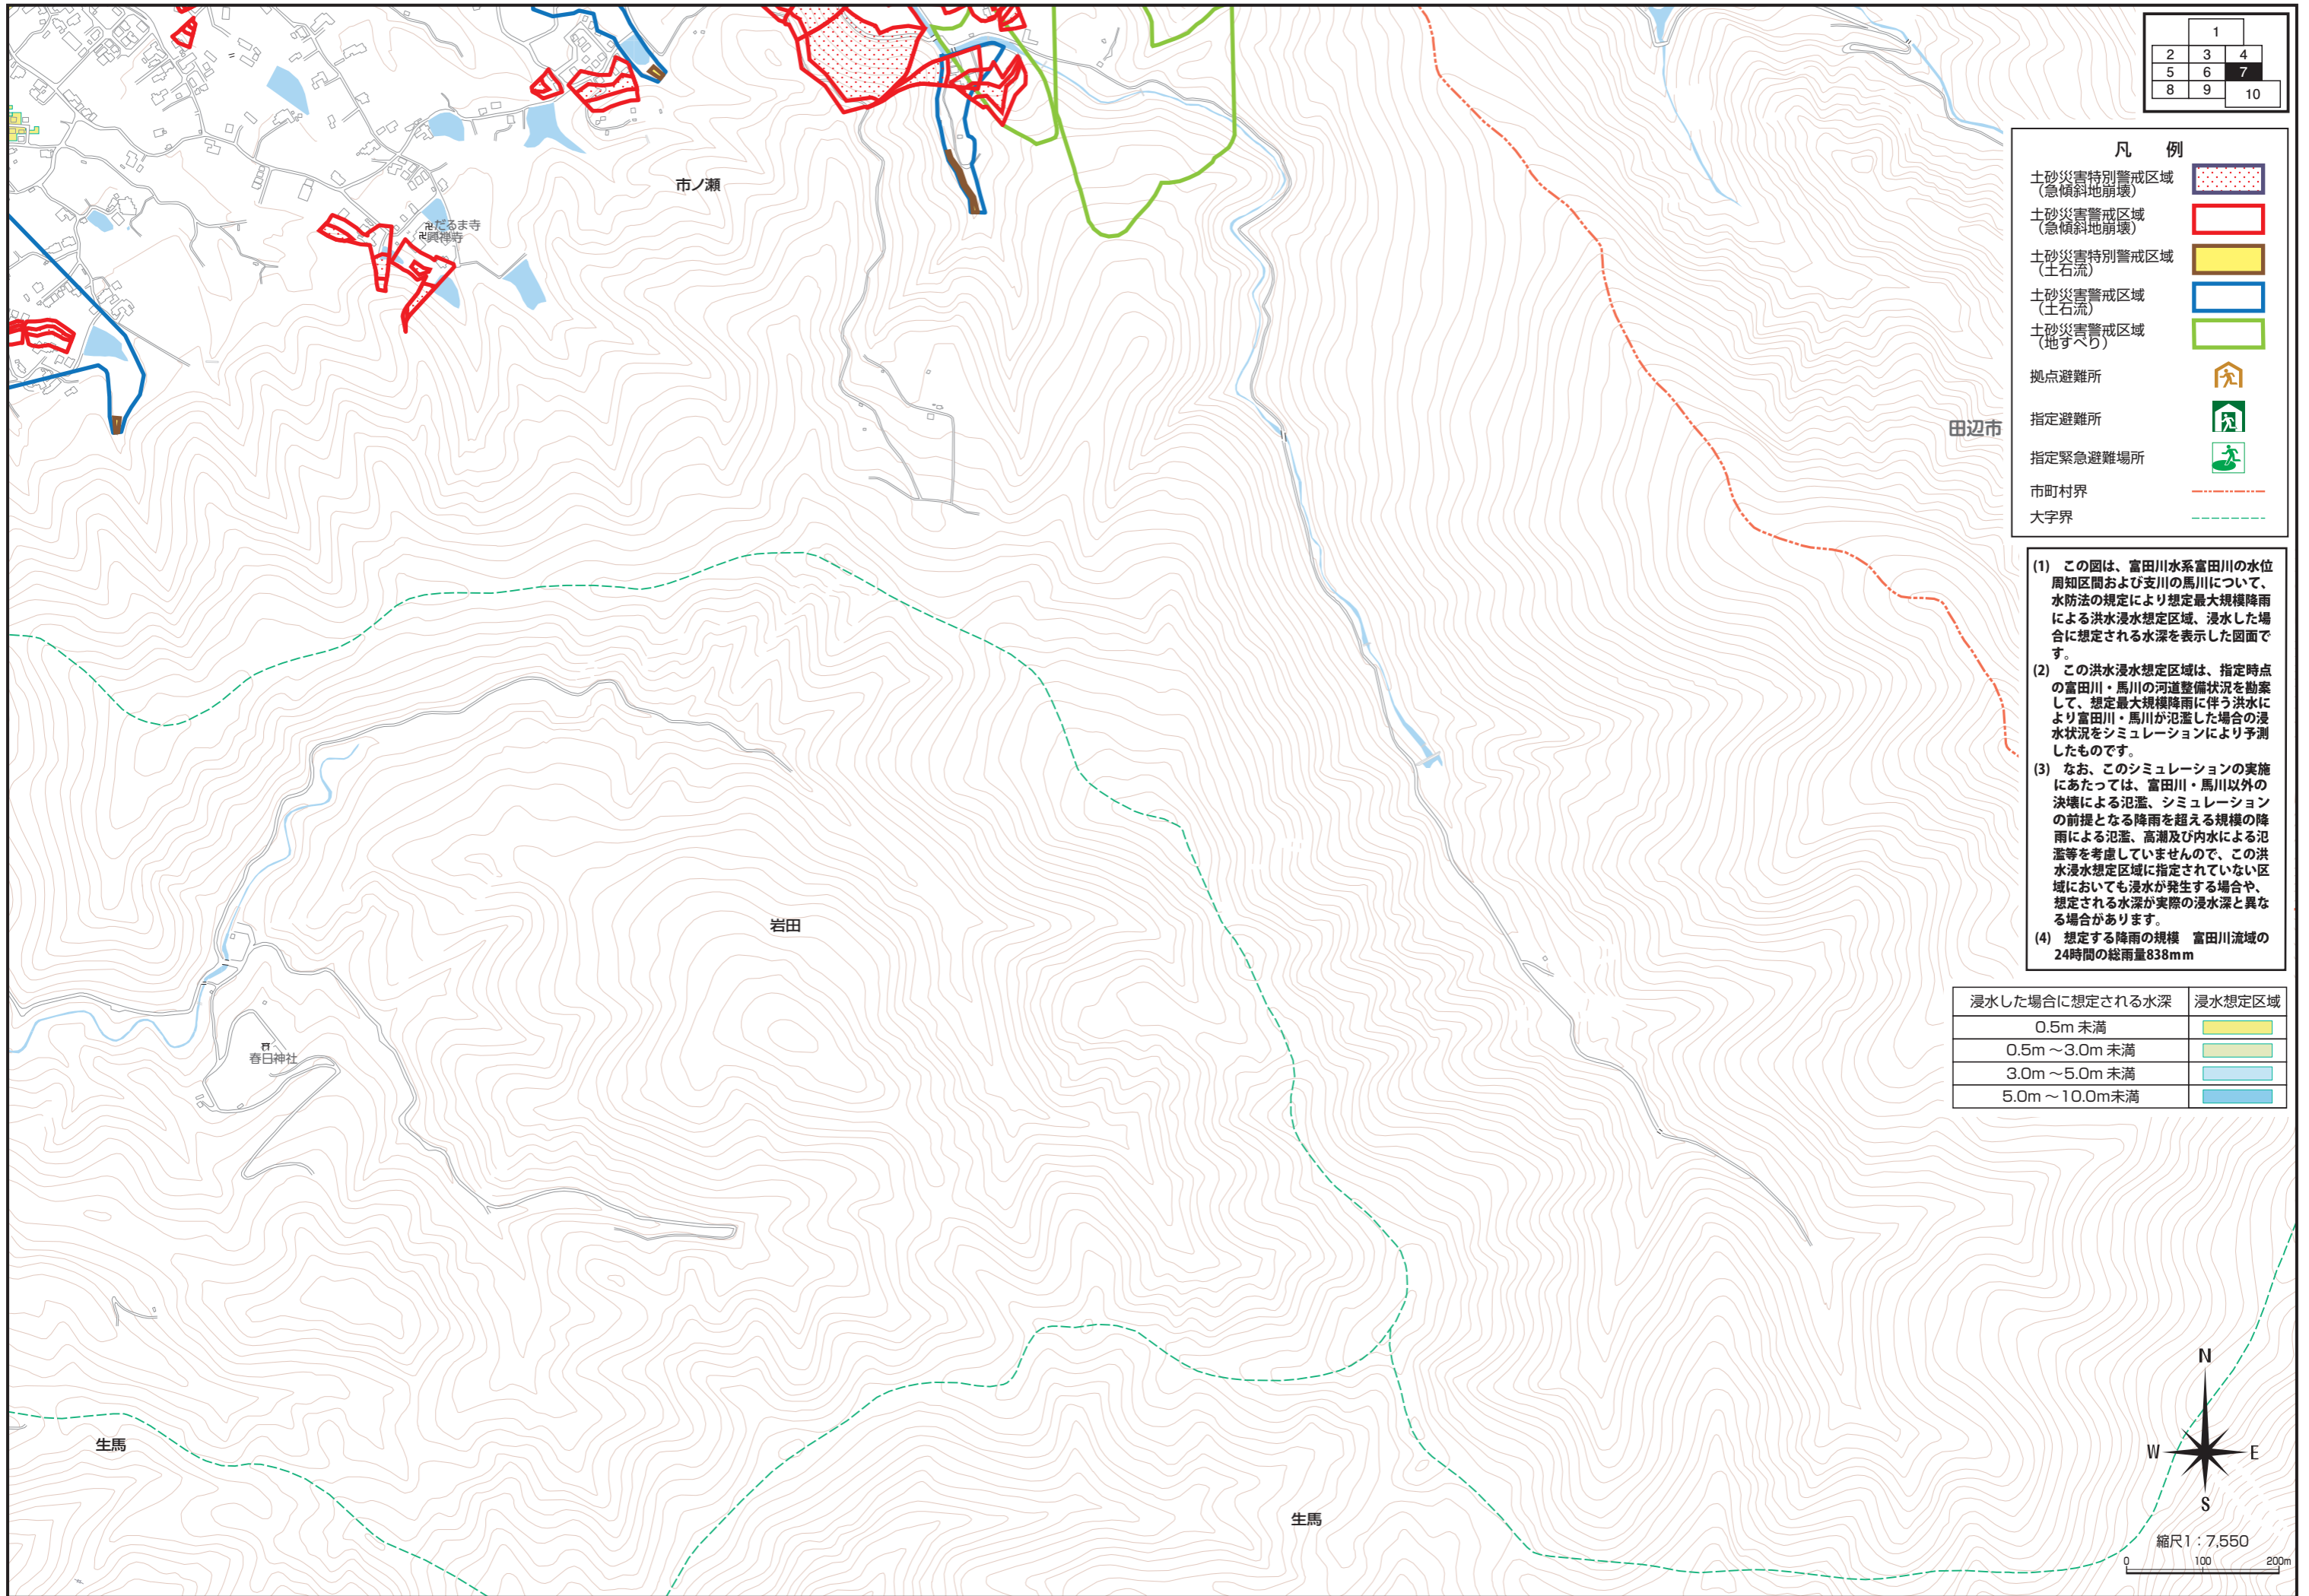 1
2 3 4
5 6 7
8 9 10
凡　例
土砂災害特別警戒区域
（急傾斜地崩壊）
土砂災害警戒区域
（急傾斜地崩壊）
土砂災害特別警戒区域
（土石流）
土砂災害警戒区域
（土石流）
土砂災害警戒区域
（地すべり）
拠点避難所
指定避難所
指定緊急避難場所
市町村界
大字界
市ノ瀬
卍だるま寺
卍興禅寺
田辺市
(1)　この図は、富田川水系富田川の水位
周知区間および支川の馬川について、
水防法の規定により想定最大規模降雨
による洪水浸水想定区域、浸水した場
合に想定される水深を表示した図面で
す。
(2)　この洪水浸水想定区域は、指定時点
の富田川・馬川の河道整備状況を勘案
して、想定最大規模降雨に伴う洪水に
より富田川・馬川が氾濫した場合の浸
水状況をシミュレーションにより予測
したものです。
(3)　なお、このシミュレーションの実施
にあたっては、富田川・馬川以外の
決壊による氾濫、シミュレーション
の前提となる降雨を超える規模の降
雨による氾濫、高潮及び内水による氾
濫等を考慮していませんので、この洪
水浸水想定区域に指定されていない区
域においても浸水が発生する場合や、
想定される水深が実際の浸水深と異な
る場合があります。
(4)　想定する降雨の規模　富田川流域の
24時間の総雨量838mm
岩田
浸水した場合に想定される水深 浸水想定区域
0.5m 未満
0.5m ～3.0m 未満
3.0m ～5.0m 未満
5.0m ～10.0m未満
春日神社
生馬
生馬
N
W E
S
縮尺1：7,550
0 100 200m